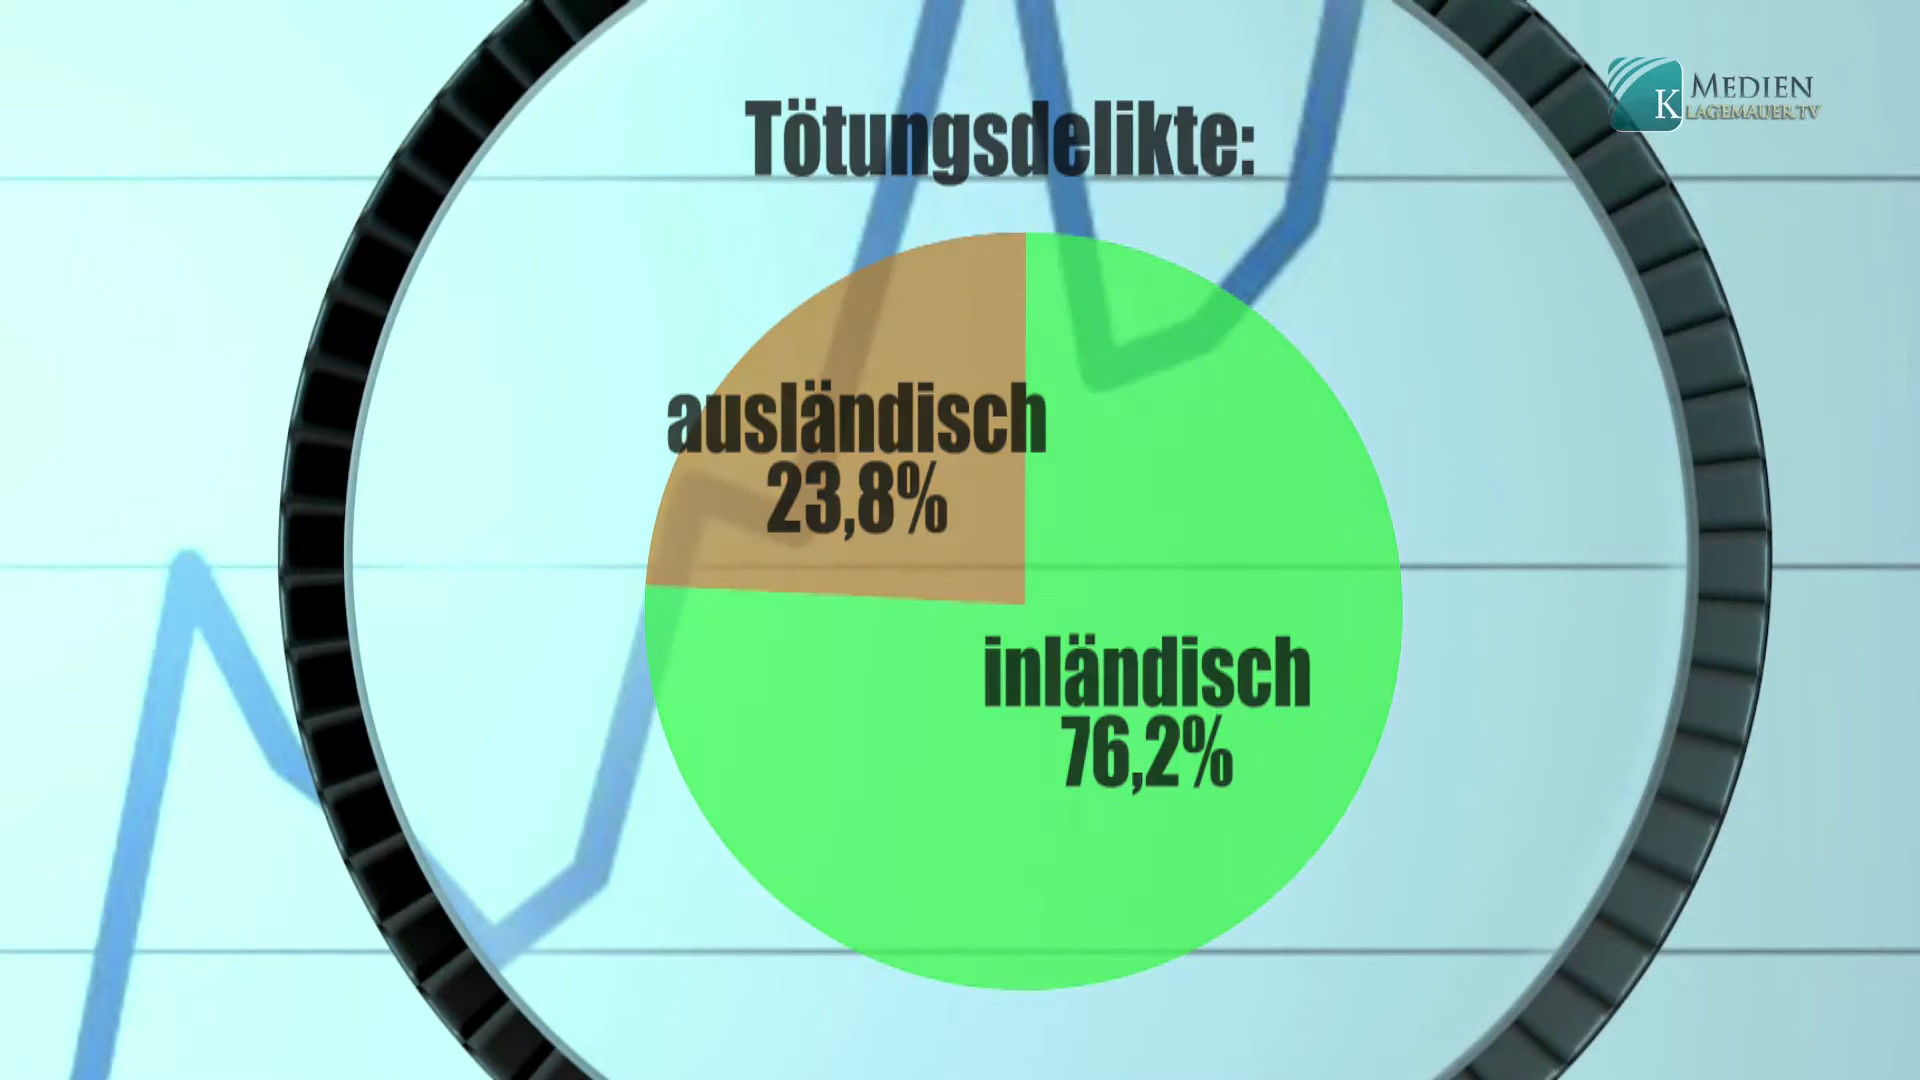 MEDIEN
KLAGEMAUER.TV
Tötungsdelikte:
ausländisch
23,8%
inländisch
76,2%